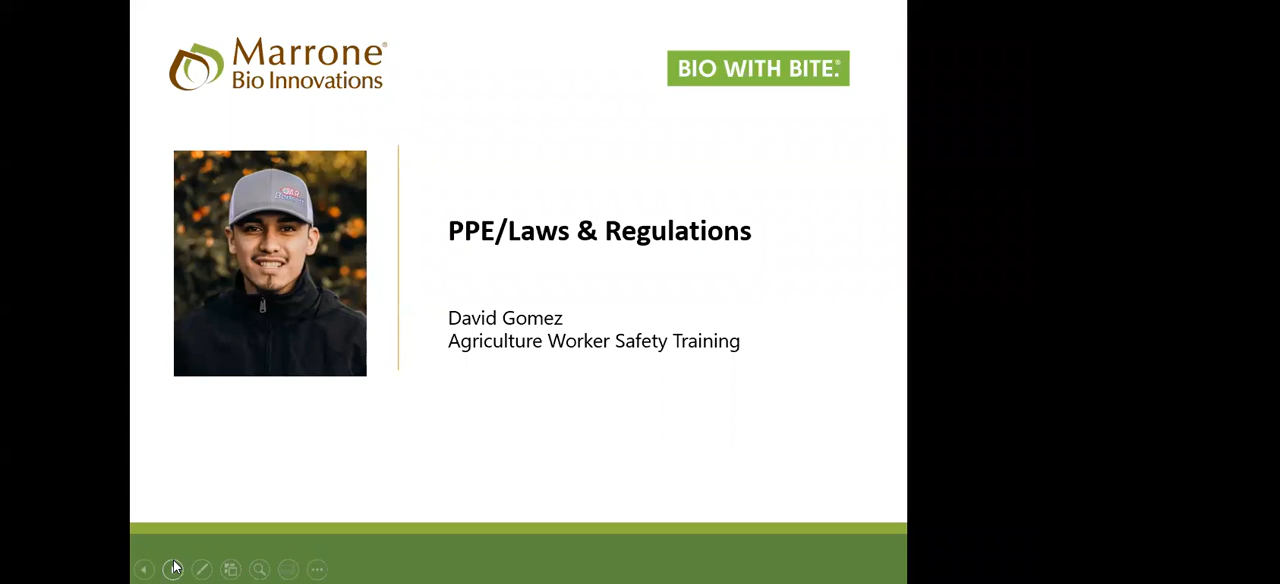 Marrone®
Bio Innovations
BIO WITH BITE.®
PPE/Laws & Regulations
David Gomez
Agriculture Worker Safety Training